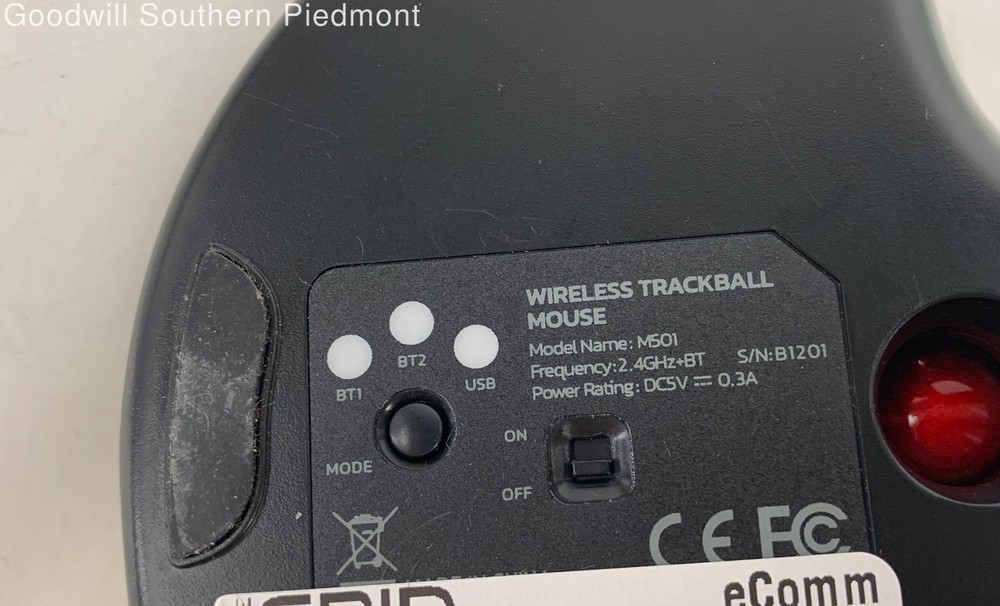 Goodwill Southern Piedmont
WIRELESS TRACKBALL
MOUSE
Model Name: M501
Frequency: 2.4GHz+BT S/N: B1201
Power Rating: DC5V ⎓ 0.3A
BT1
BT2
USB
MODE
ON
OFF
CE FC
eComm